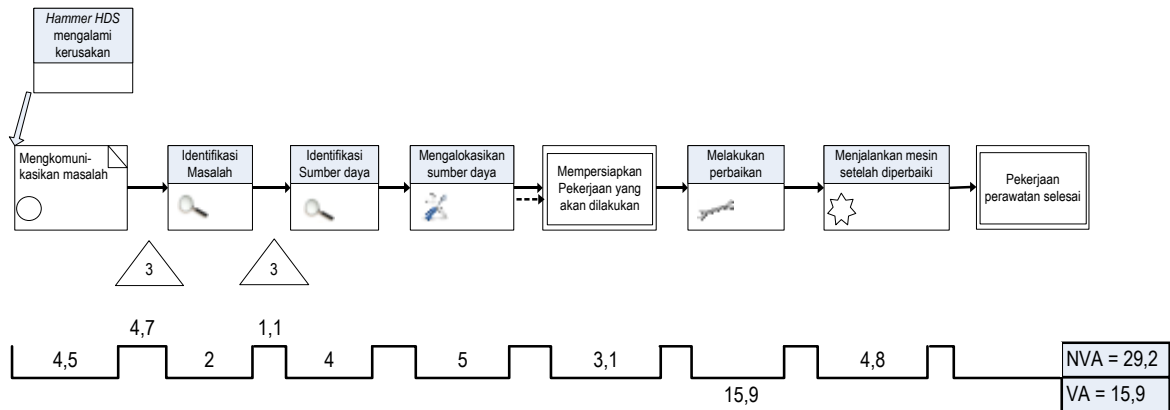 Hammer HDS
mengalami
kerusakan
Mengkomuni-
kasikan masalah
Identifikasi
Masalah
Identifikasi
Sumber daya
Mengalokasikan
sumber daya
Mempersiapkan
Pekerjaan yang
akan dilakukan
Melakukan
perbaikan
Menjalankan mesin
setelah diperbaiki
Pekerjaan
perawatan selesai
3
3
4,7
1,1
4,5
2
4
5
3,1
15,9
4,8
NVA = 29,2
VA = 15,9